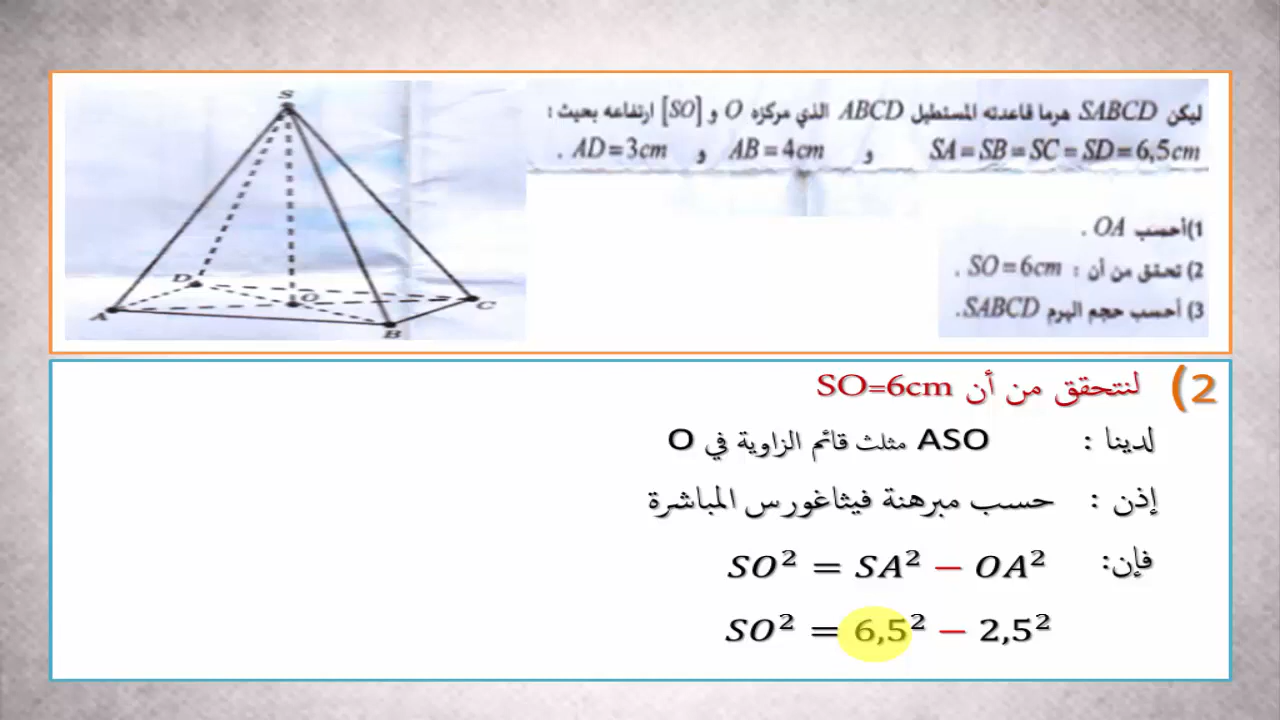 ليكن SABCD هرما قاعدته المستطيل ABCD الذي مركزه O و [SO] ارتفاعه بحيث :
SA = SB = SC = SD = 6,5cm و AB = 4cm و AD = 3cm .
1)أحسب OA .
2) تحقق من أن : SO = 6cm .
3) أحسب حجم الهرم SABCD.
S
D
O
C
A
B
2) لنتحقق من أن SO=6cm
لدينا : ASO مثلث قائم الزاوية في O
إذن : حسب مبرهنة فيثاغورس المباشرة
فإن: SO² = SA² − OA²
SO² = 6,5² − 2,5²